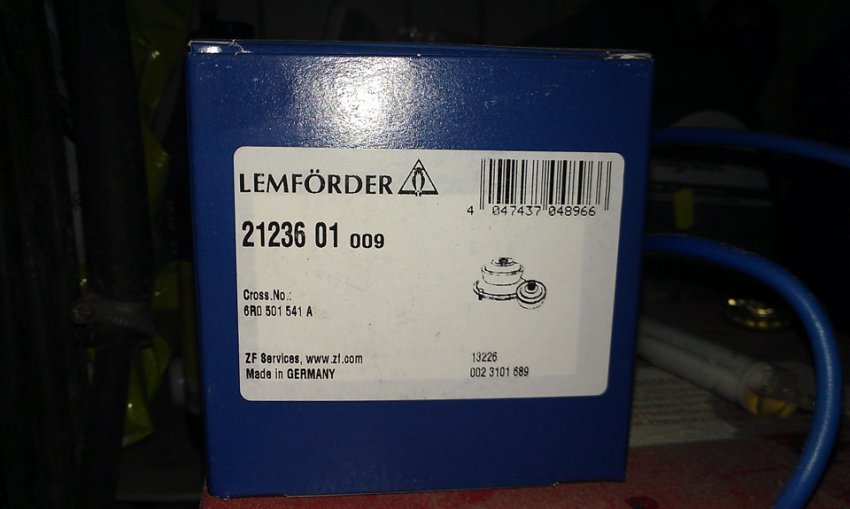 LEMFÖRDER
4 047437 048966
21236 01 009
Cross.No.:
6R0 501 541 A
ZF Services, www.zf.com
Made in GERMANY
13226
002 3101 689